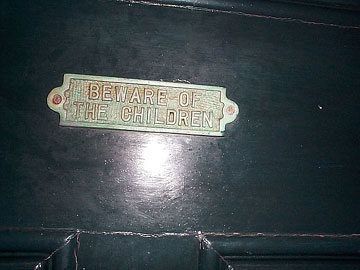 BEWARE OF
THE CHILDREN